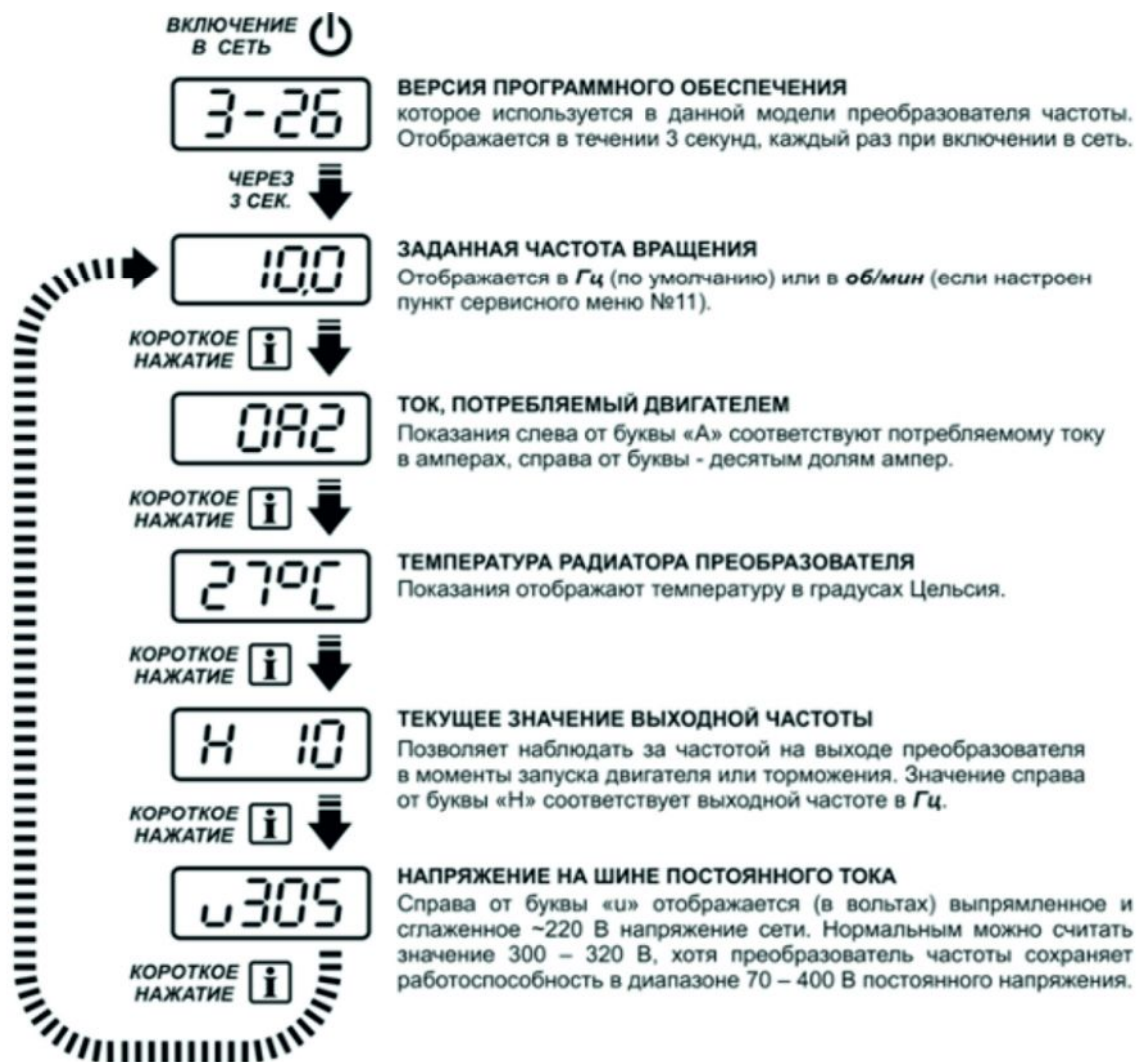 ВКЛЮЧЕНИЕ
В СЕТЬ
3-26
ВЕРСИЯ ПРОГРАММНОГО ОБЕСПЕЧЕНИЯ
которое используется в данной модели преобразователя частоты.
Отображается в течении 3 секунд, каждый раз при включении в сеть.
ЧЕРЕЗ
3 СЕК.
10,0
ЗАДАННАЯ ЧАСТОТА ВРАЩЕНИЯ
Отображается в Гц (по умолчанию) или в об/мин (если настроен
пункт сервисного меню №11).
КОРОТКОЕ
НАЖАТИЕ i
0A2
ТОК, ПОТРЕБЛЯЕМЫЙ ДВИГАТЕЛЕМ
Показания слева от буквы «А» соответствуют потребляемому току
в амперах, справа от буквы - десятым долям ампер.
КОРОТКОЕ
НАЖАТИЕ i
27ºC
ТЕМПЕРАТУРА РАДИАТОРА ПРЕОБРАЗОВАТЕЛЯ
Показания отображают температуру в градусах Цельсия.
КОРОТКОЕ
НАЖАТИЕ i
H 10
ТЕКУЩЕЕ ЗНАЧЕНИЕ ВЫХОДНОЙ ЧАСТОТЫ
Позволяет наблюдать за частотой на выходе преобразователя
в моменты запуска двигателя или торможения. Значение справа
от буквы «Н» соответствует выходной частоте в Гц.
КОРОТКОЕ
НАЖАТИЕ i
u305
НАПРЯЖЕНИЕ НА ШИНЕ ПОСТОЯННОГО ТОКА
Справа от буквы «u» отображается (в вольтах) выпрямленное и
сглаженное ~220 В напряжение сети. Нормальным можно считать
значение 300 – 320 В, хотя преобразователь частоты сохраняет
работоспособность в диапазоне 70 – 400 В постоянного напряжения.
КОРОТКОЕ
НАЖАТИЕ i